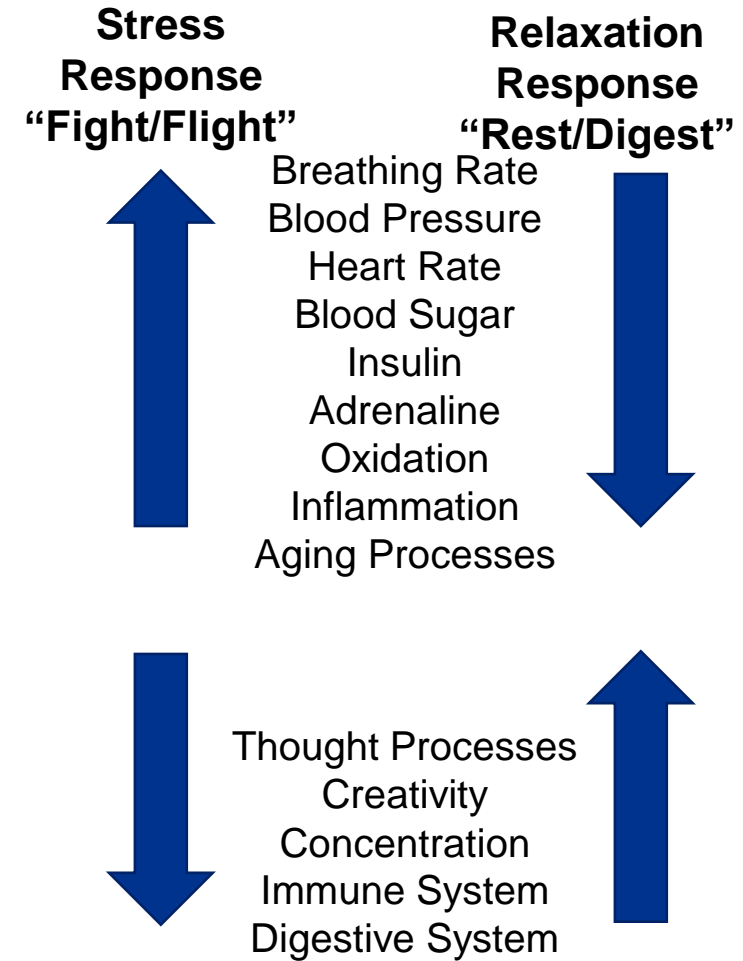 Stress
Response
“Fight/Flight”
Relaxation
Response
“Rest/Digest”
Breathing Rate
Blood Pressure
Heart Rate
Blood Sugar
Insulin
Adrenaline
Oxidation
Inflammation
Aging Processes
Thought Processes
Creativity
Concentration
Immune System
Digestive System